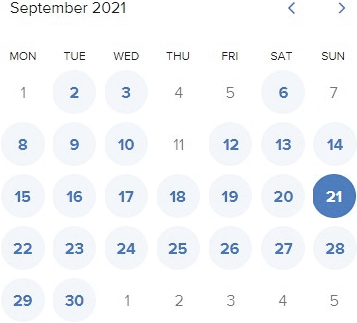 September 2021
MON TUE WED THU FRI SAT SUN
1 2 3 4 5 6 7
8 9 10 11 12 13 14
15 16 17 18 19 20 21
22 23 24 25 26 27 28
29 30 1 2 3 4 5